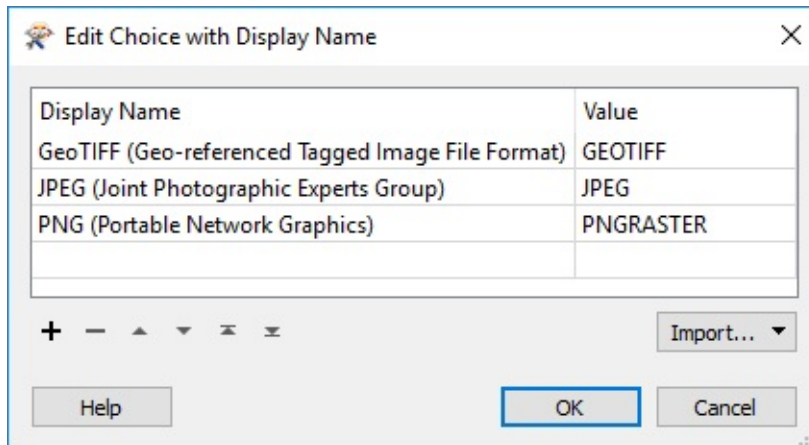 Edit Choice with Display Name
Display Name Value
GeoTIFF (Geo-referenced Tagged Image File Format) GEOTIFF
JPEG (Joint Photographic Experts Group) JPEG
PNG (Portable Network Graphics) PNGRASTER
Import...
Help OK Cancel